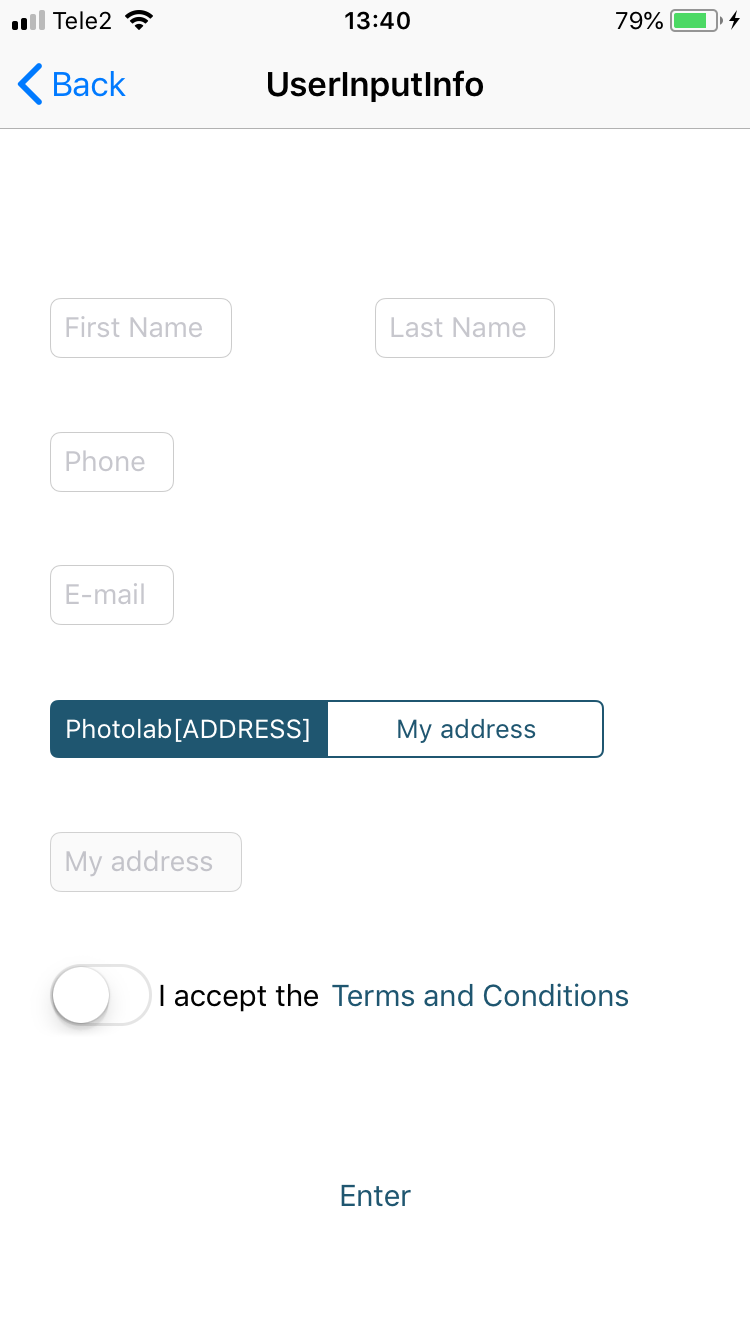 Tele2 13:40 79%
Back UserInputInfo
First Name Last Name
Phone
E-mail
Photolab[ADDRESS] My address
My address
I accept the Terms and Conditions
Enter